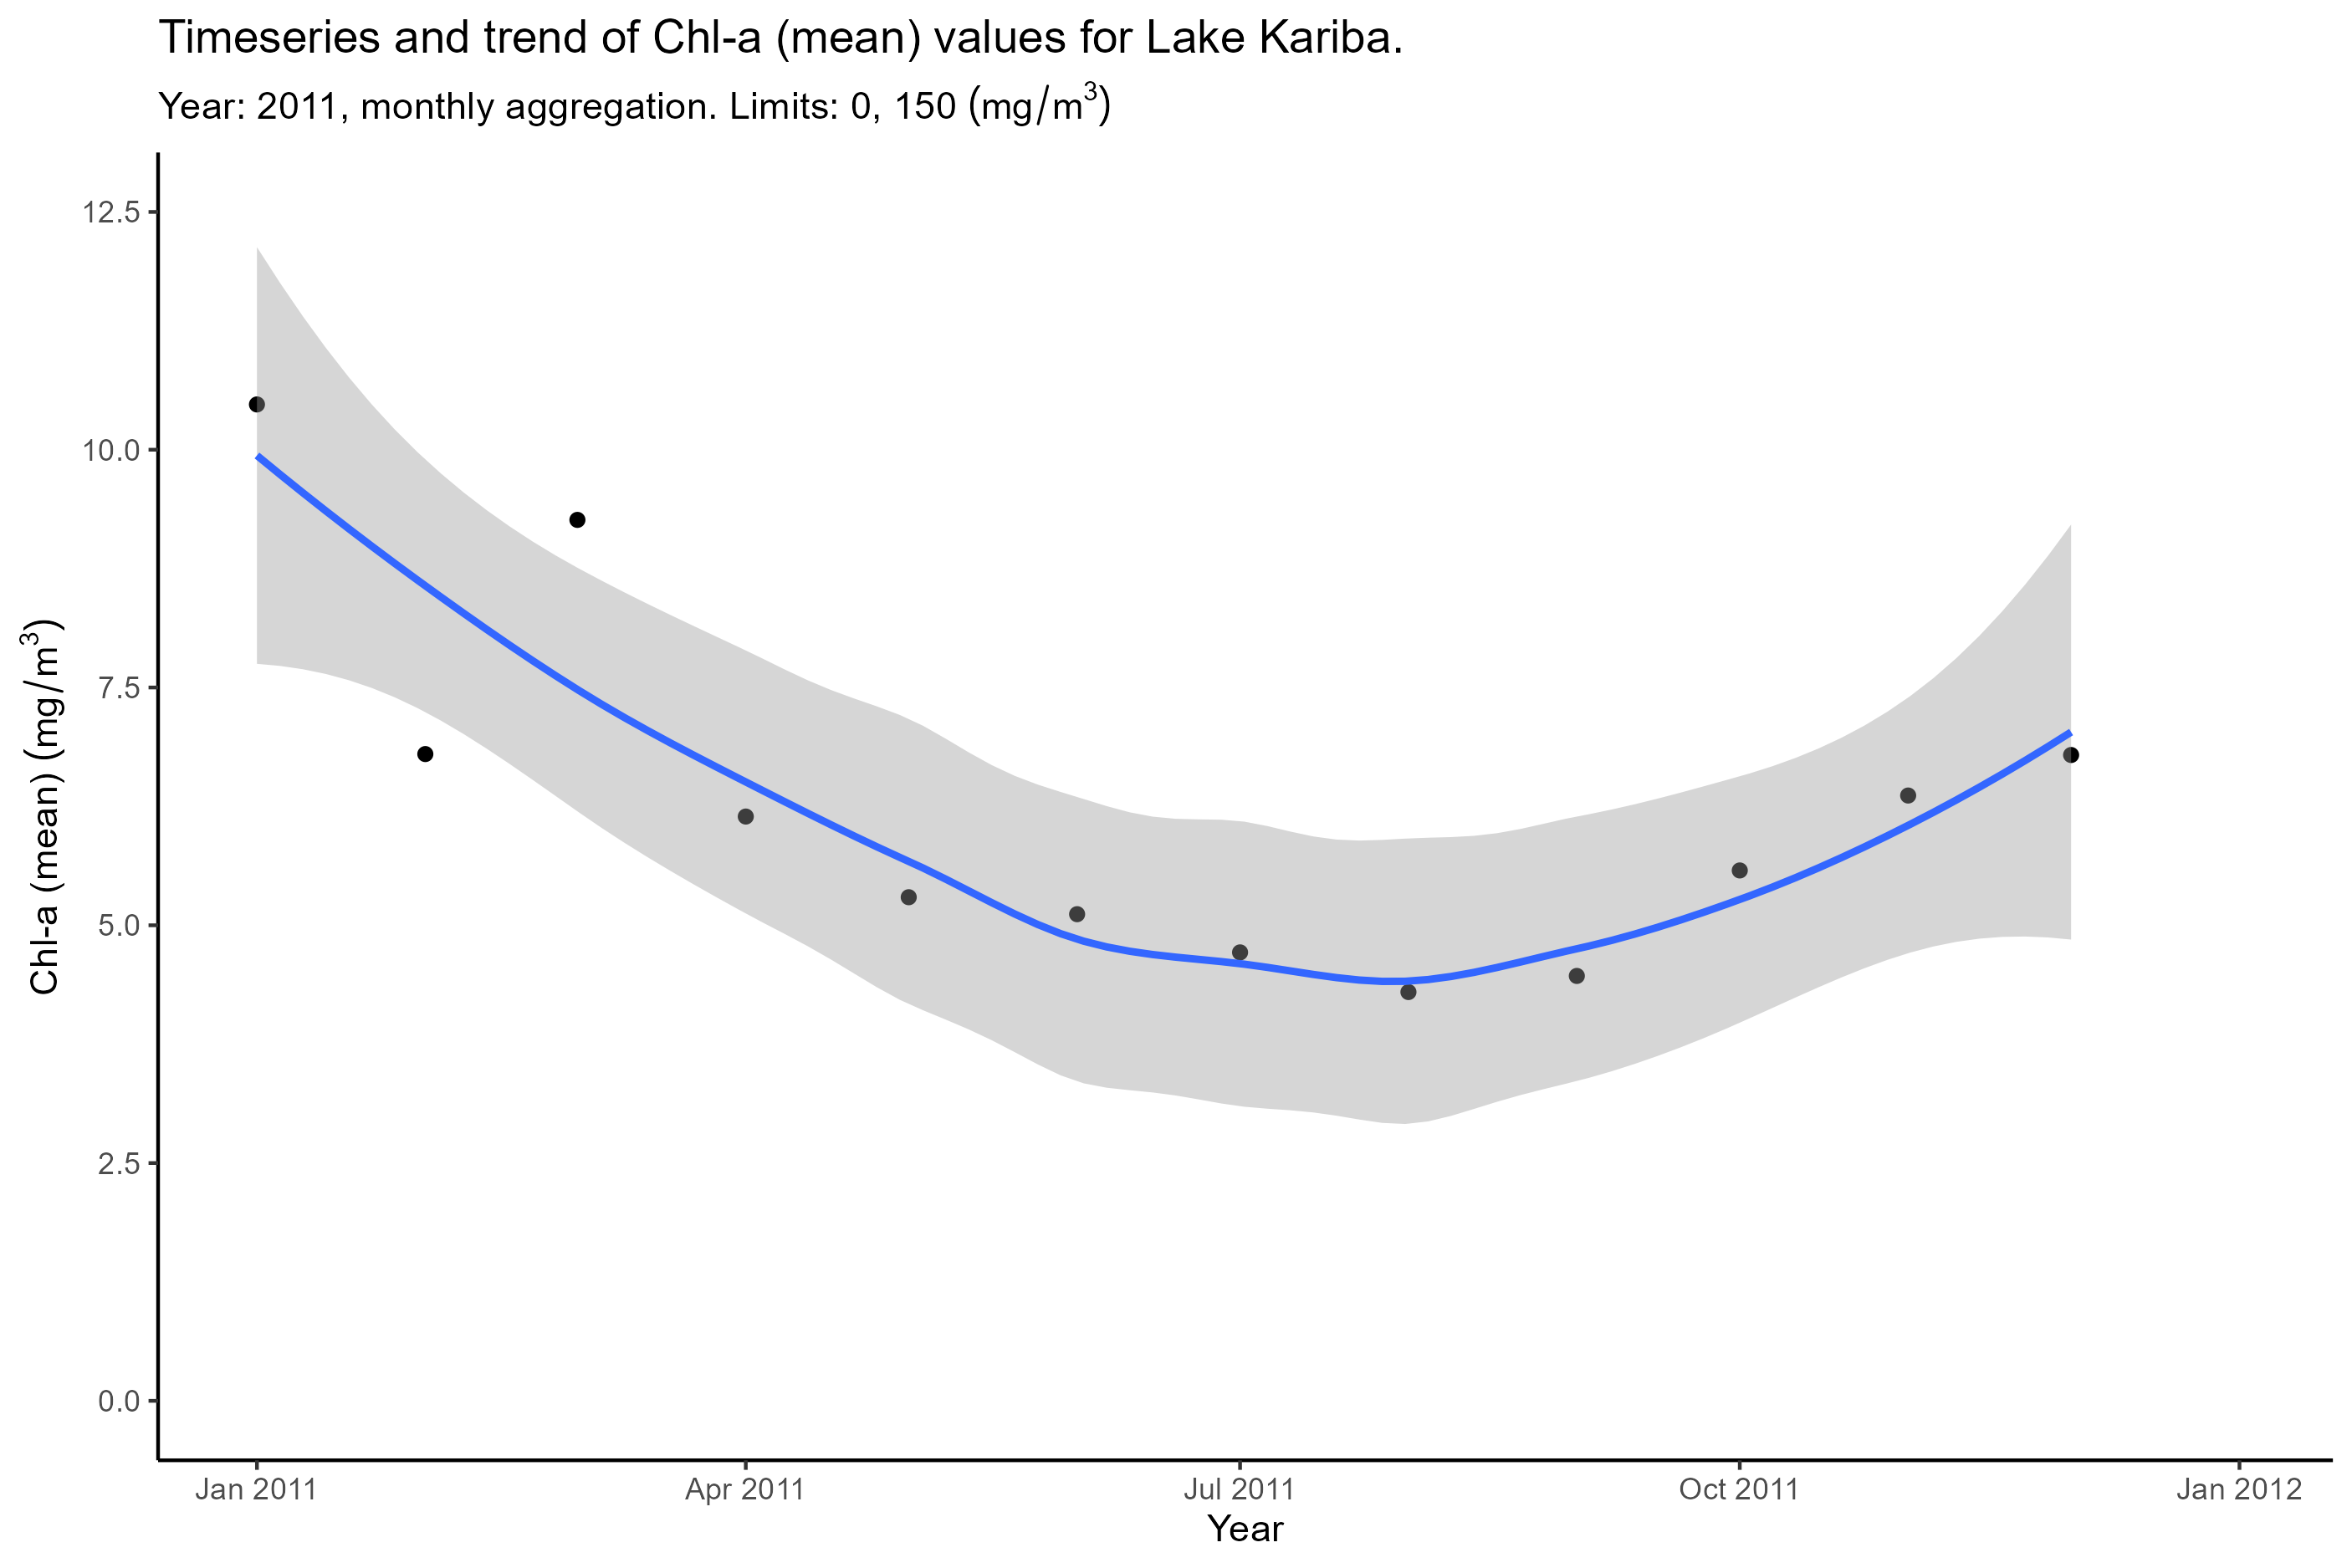 Timeseries and trend of Chl-a (mean) values for Lake Kariba.
Year: 2011, monthly aggregation. Limits: 0, 150 (mg/m³)
12.5
10.0
7.5
5.0
2.5
0.0
Chl-a (mean) (mg/m³)
Jan 2011
Apr 2011
Jul 2011
Oct 2011
Jan 2012
Year